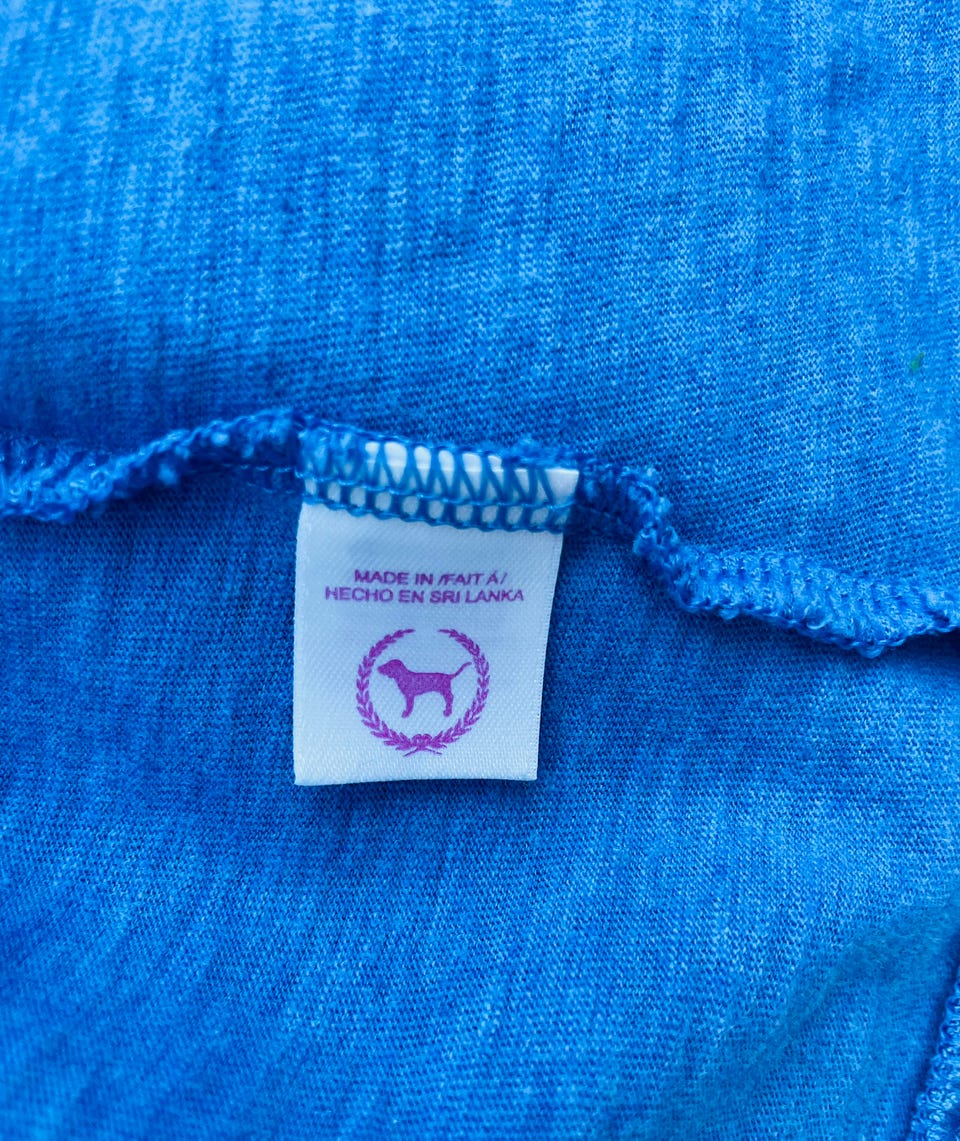 MADE IN /FAIT Á/
HECHO EN SRI LANKA